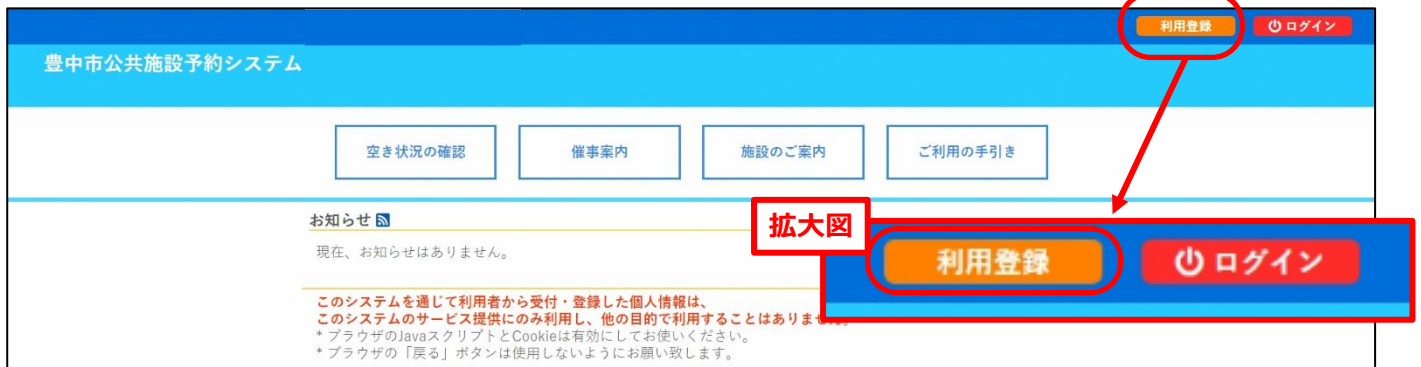 利用登録 ログイン
豊中市公共施設予約システム
空き状況の確認 催事案内 施設のご案内 ご利用の手引き
お知らせ
現在、お知らせはありません。
拡大図
利用登録 ログイン
このシステムを通じて利用者から受付・登録した個人情報は、
このシステムのサービス提供にのみ利用し、他の目的で利用することはありません。
* ブラウザのJavaスクリプトとCookieは有効にしてお使いください。
* ブラウザの「戻る」ボタンは使用しないようにお願い致します。